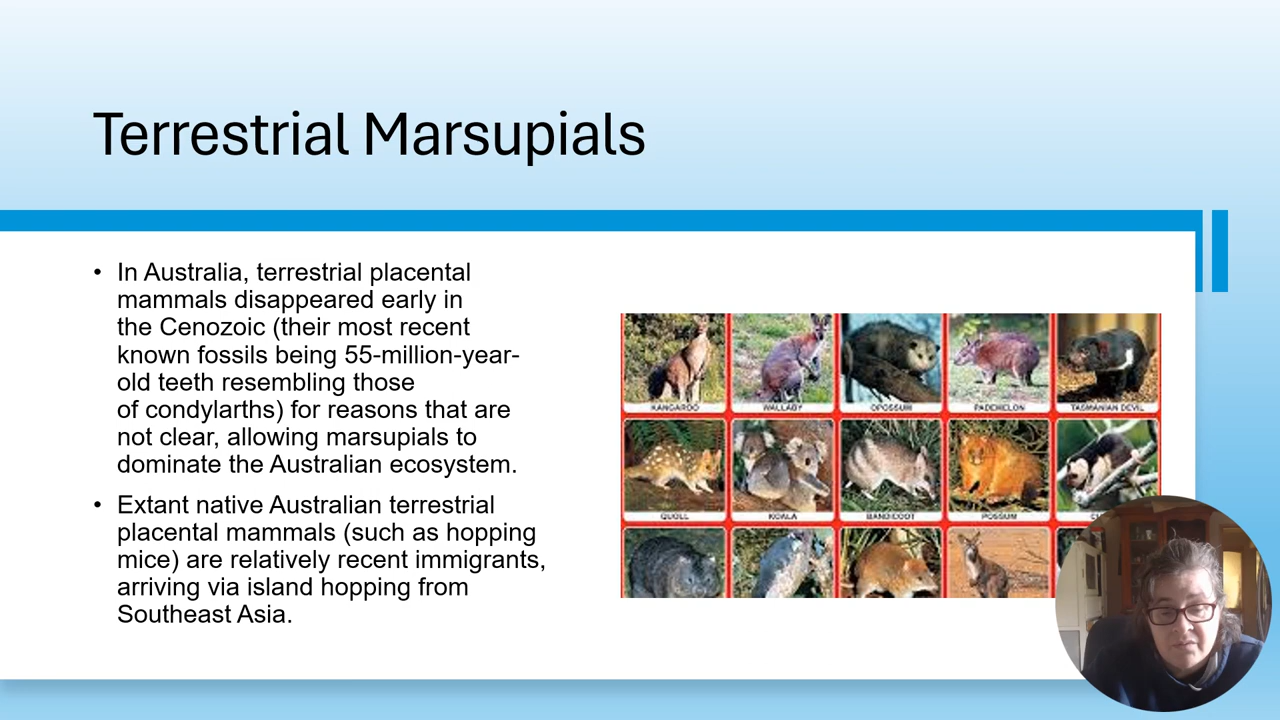 Terrestrial Marsupials
• In Australia, terrestrial placental
mammals disappeared early in
the Cenozoic (their most recent
known fossils being 55-million-year-
old teeth resembling those
of condylarths) for reasons that are
not clear, allowing marsupials to
dominate the Australian ecosystem.
• Extant native Australian terrestrial
placental mammals (such as hopping
mice) are relatively recent immigrants,
arriving via island hopping from
Southeast Asia.
KANGAROO WALLABY OPOSSUM PADEMELON TASMANIAN DEVIL
QUOLL KOALA BANDICOOT POSSUM